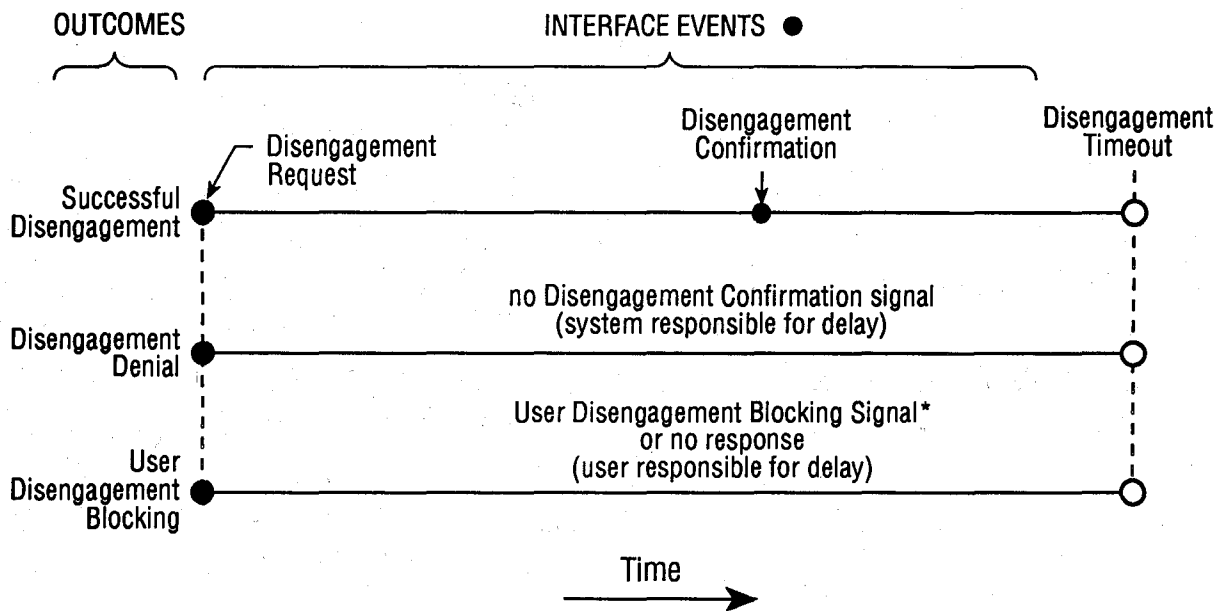 OUTCOMES
INTERFACE EVENTS
Disengagement
Request
Disengagement
Confirmation
Disengagement
Timeout
Successful
Disengagement
no Disengagement Confirmation signal
(system responsible for delay)
Disengagement
Denial
User Disengagement Blocking Signal*
or no response
(user responsible for delay)
User
Disengagement
Blocking
Time